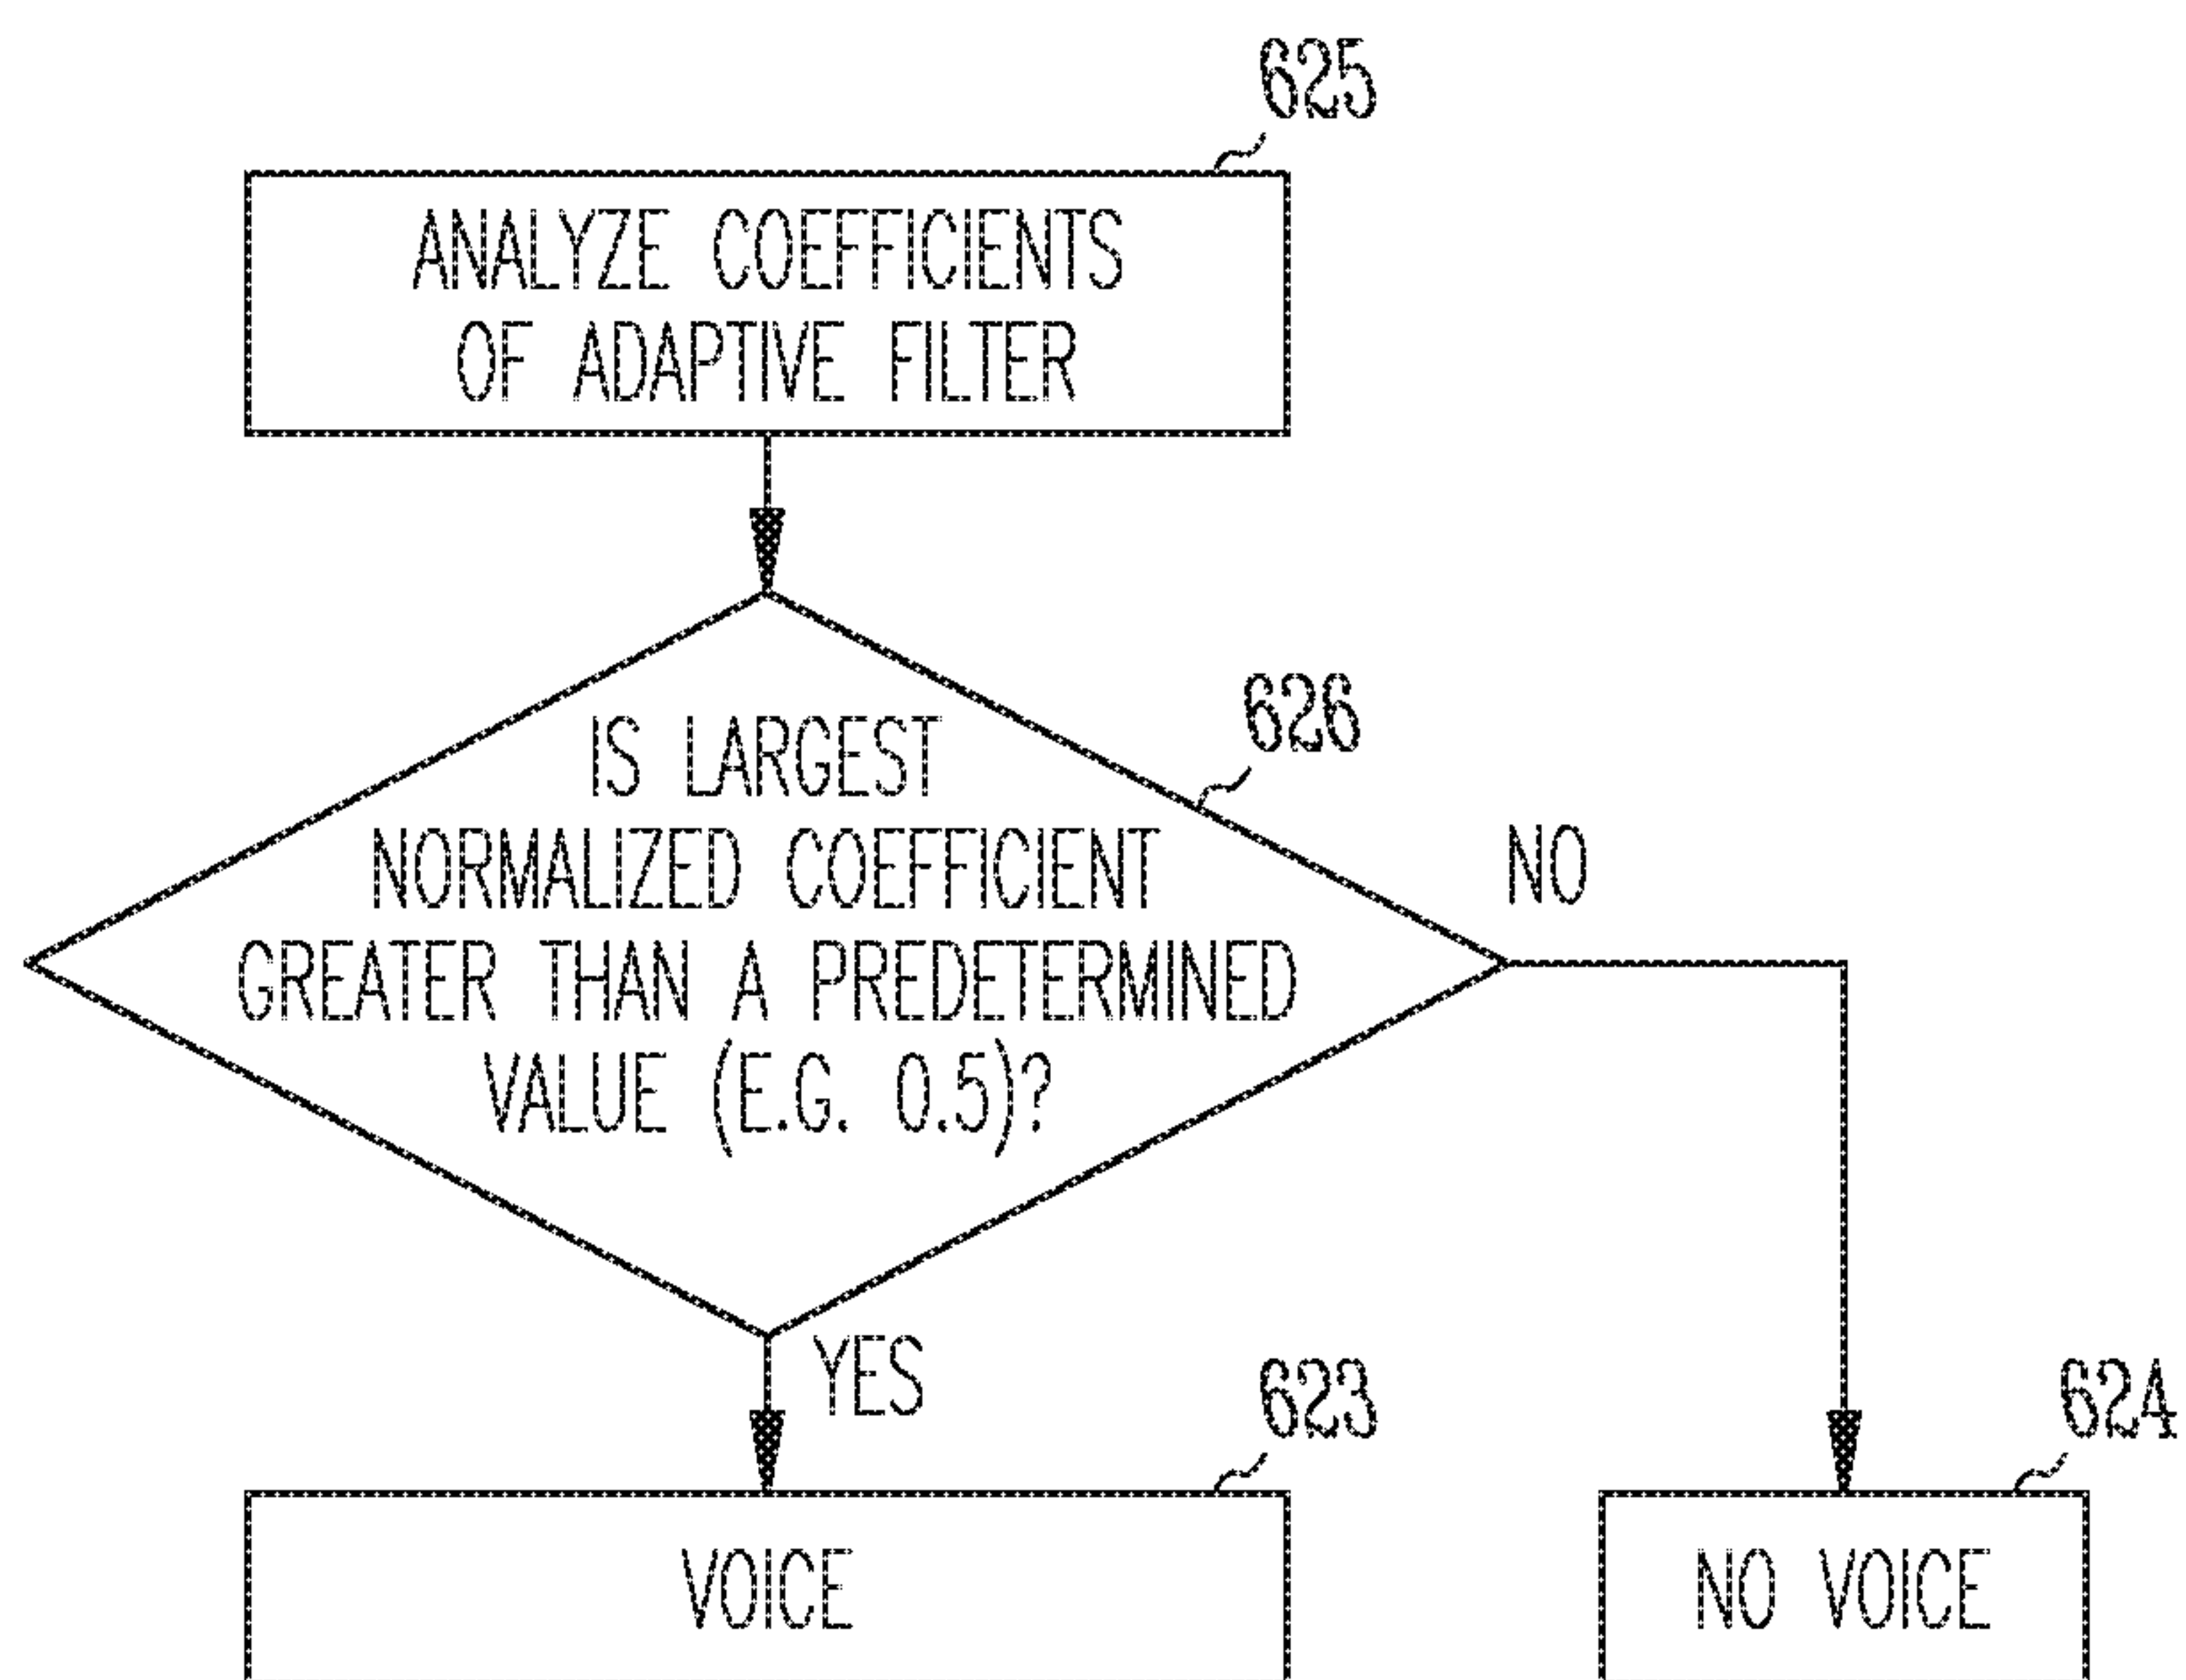 625
ANALYZE COEFFICIENTS
OF ADAPTIVE FILTER
626
IS LARGEST
NORMALIZED COEFFICIENT
GREATER THAN A PREDETERMINED
VALUE (E.G. 0.5)?
NO
YES
623
624
VOICE
NO VOICE